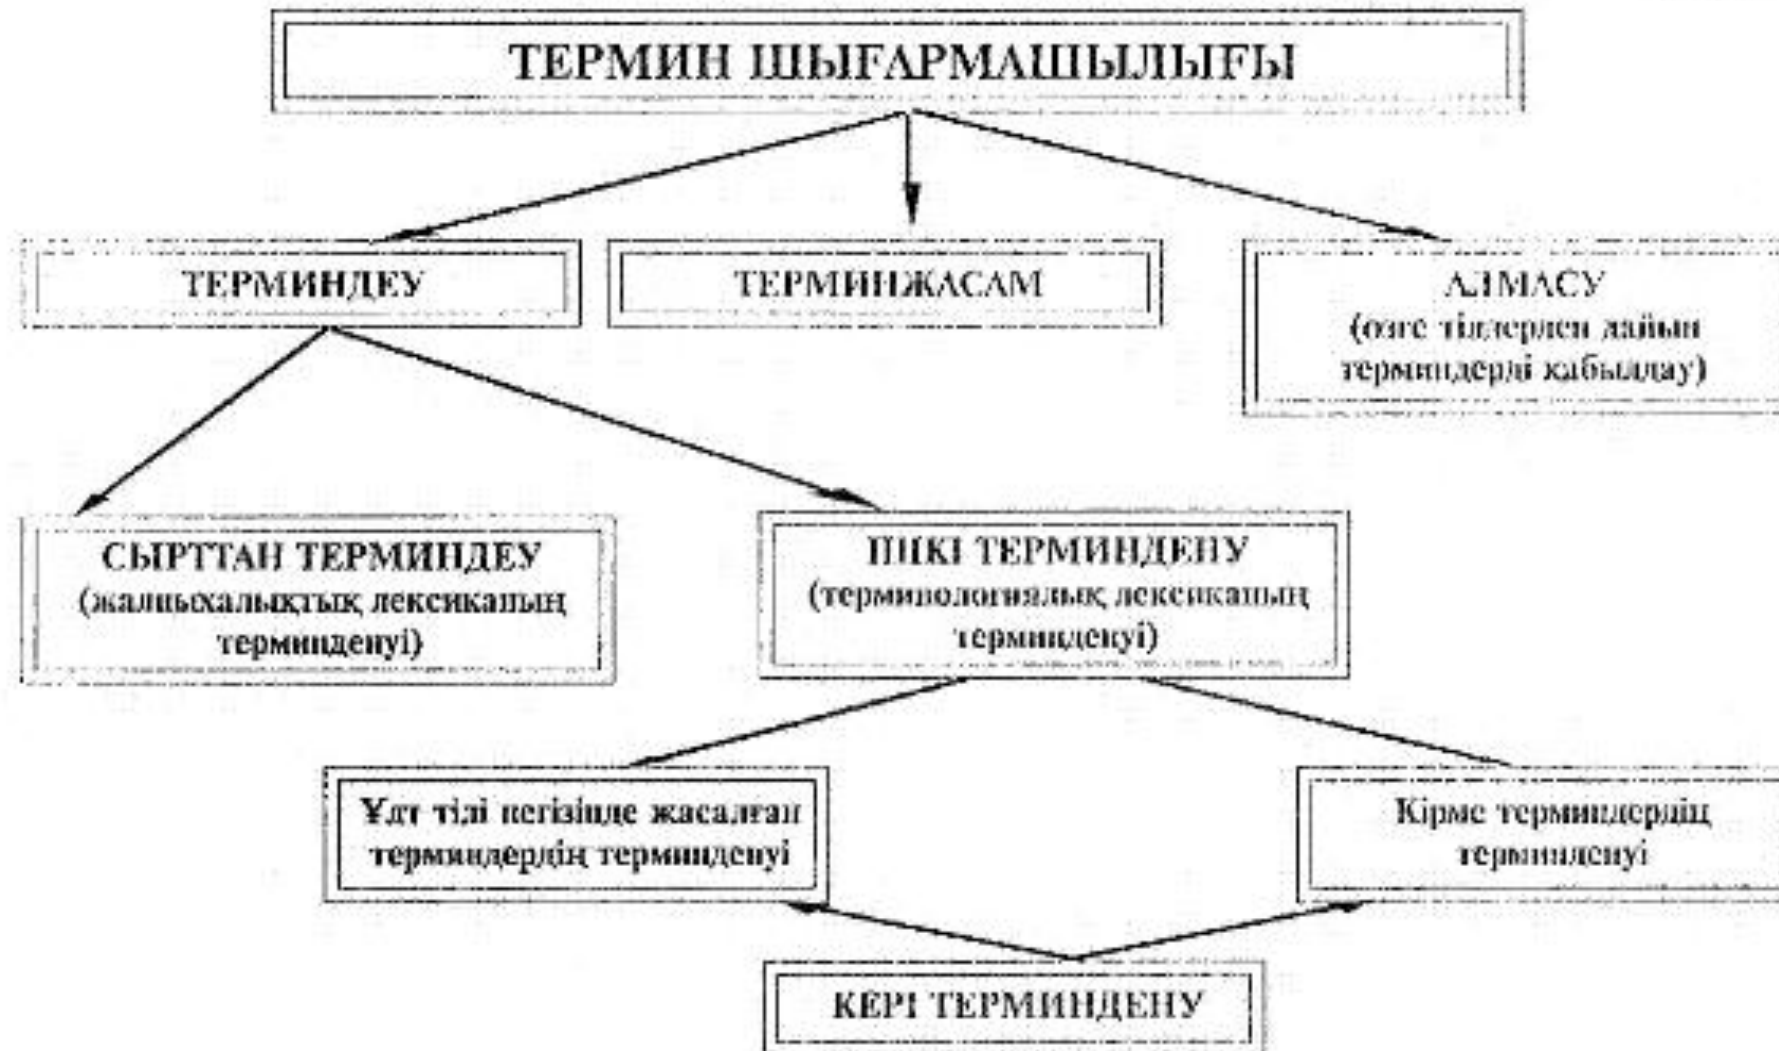 ТЕРМИН ШЫҒАРМАШЫЛЫҒЫ
ТЕРМИНДЕУ
ТЕРМИНЖАСАМ
АЛМАСУ
(өзге тілдерден дайын
терминдерді қабылдау)
СЫРТТАН ТЕРМИНДЕУ
(жалпыхалықтық лексиканың
терминденуі)
ІШКІ ТЕРМИНДЕНУ
(терминологиялық лексиканың
терминденуі)
Ұлт тілі негізінде жасалған
терминдердің терминденуі
Кірме терминдердің
терминденуі
КЕРІ ТЕРМИНДЕНУ